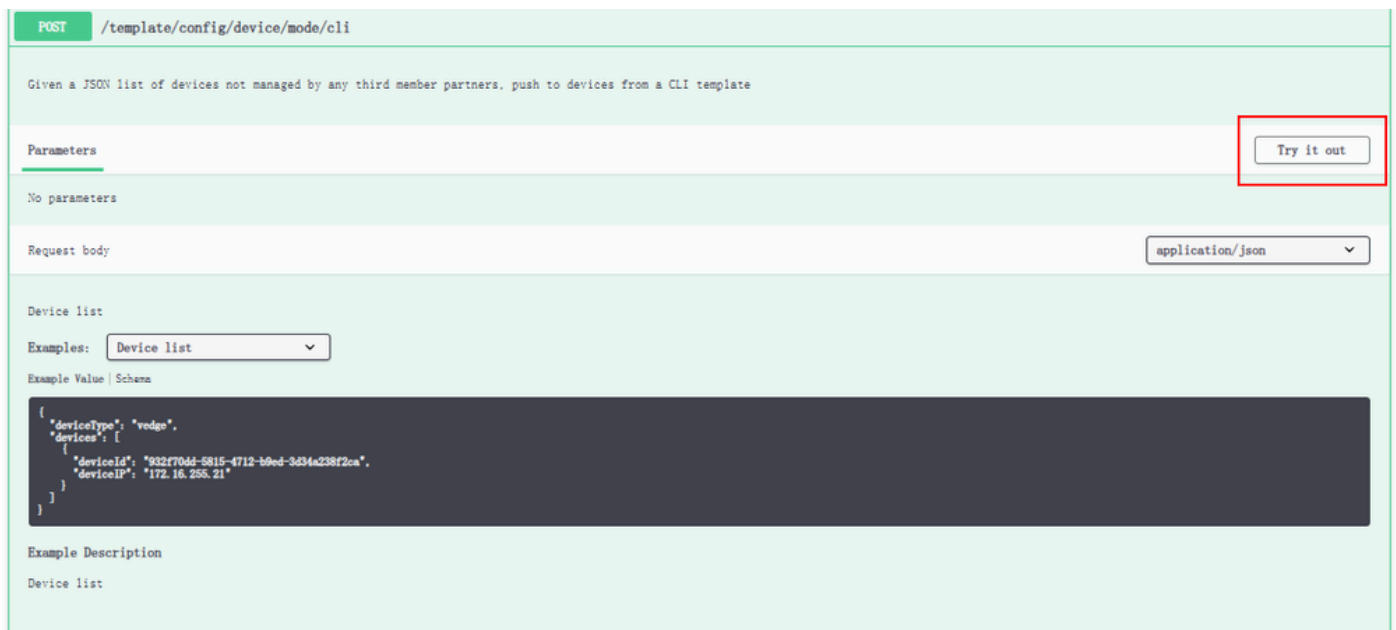 POST /template/config/device/mode/cli
Given a JSON list of devices not managed by any third member partners, push to devices from a CLI template
Parameters
Try it out
No parameters
Request body
application/json
Device list
Examples: Device list
Example Value | Schema
{
"deviceType": "vedge",
"devices": [
{
"deviceId": "932f70dd-5815-4712-b9ed-3d34a238f2ca",
"deviceIP": "172.16.255.21"
}
]
}
Example Description
Device list